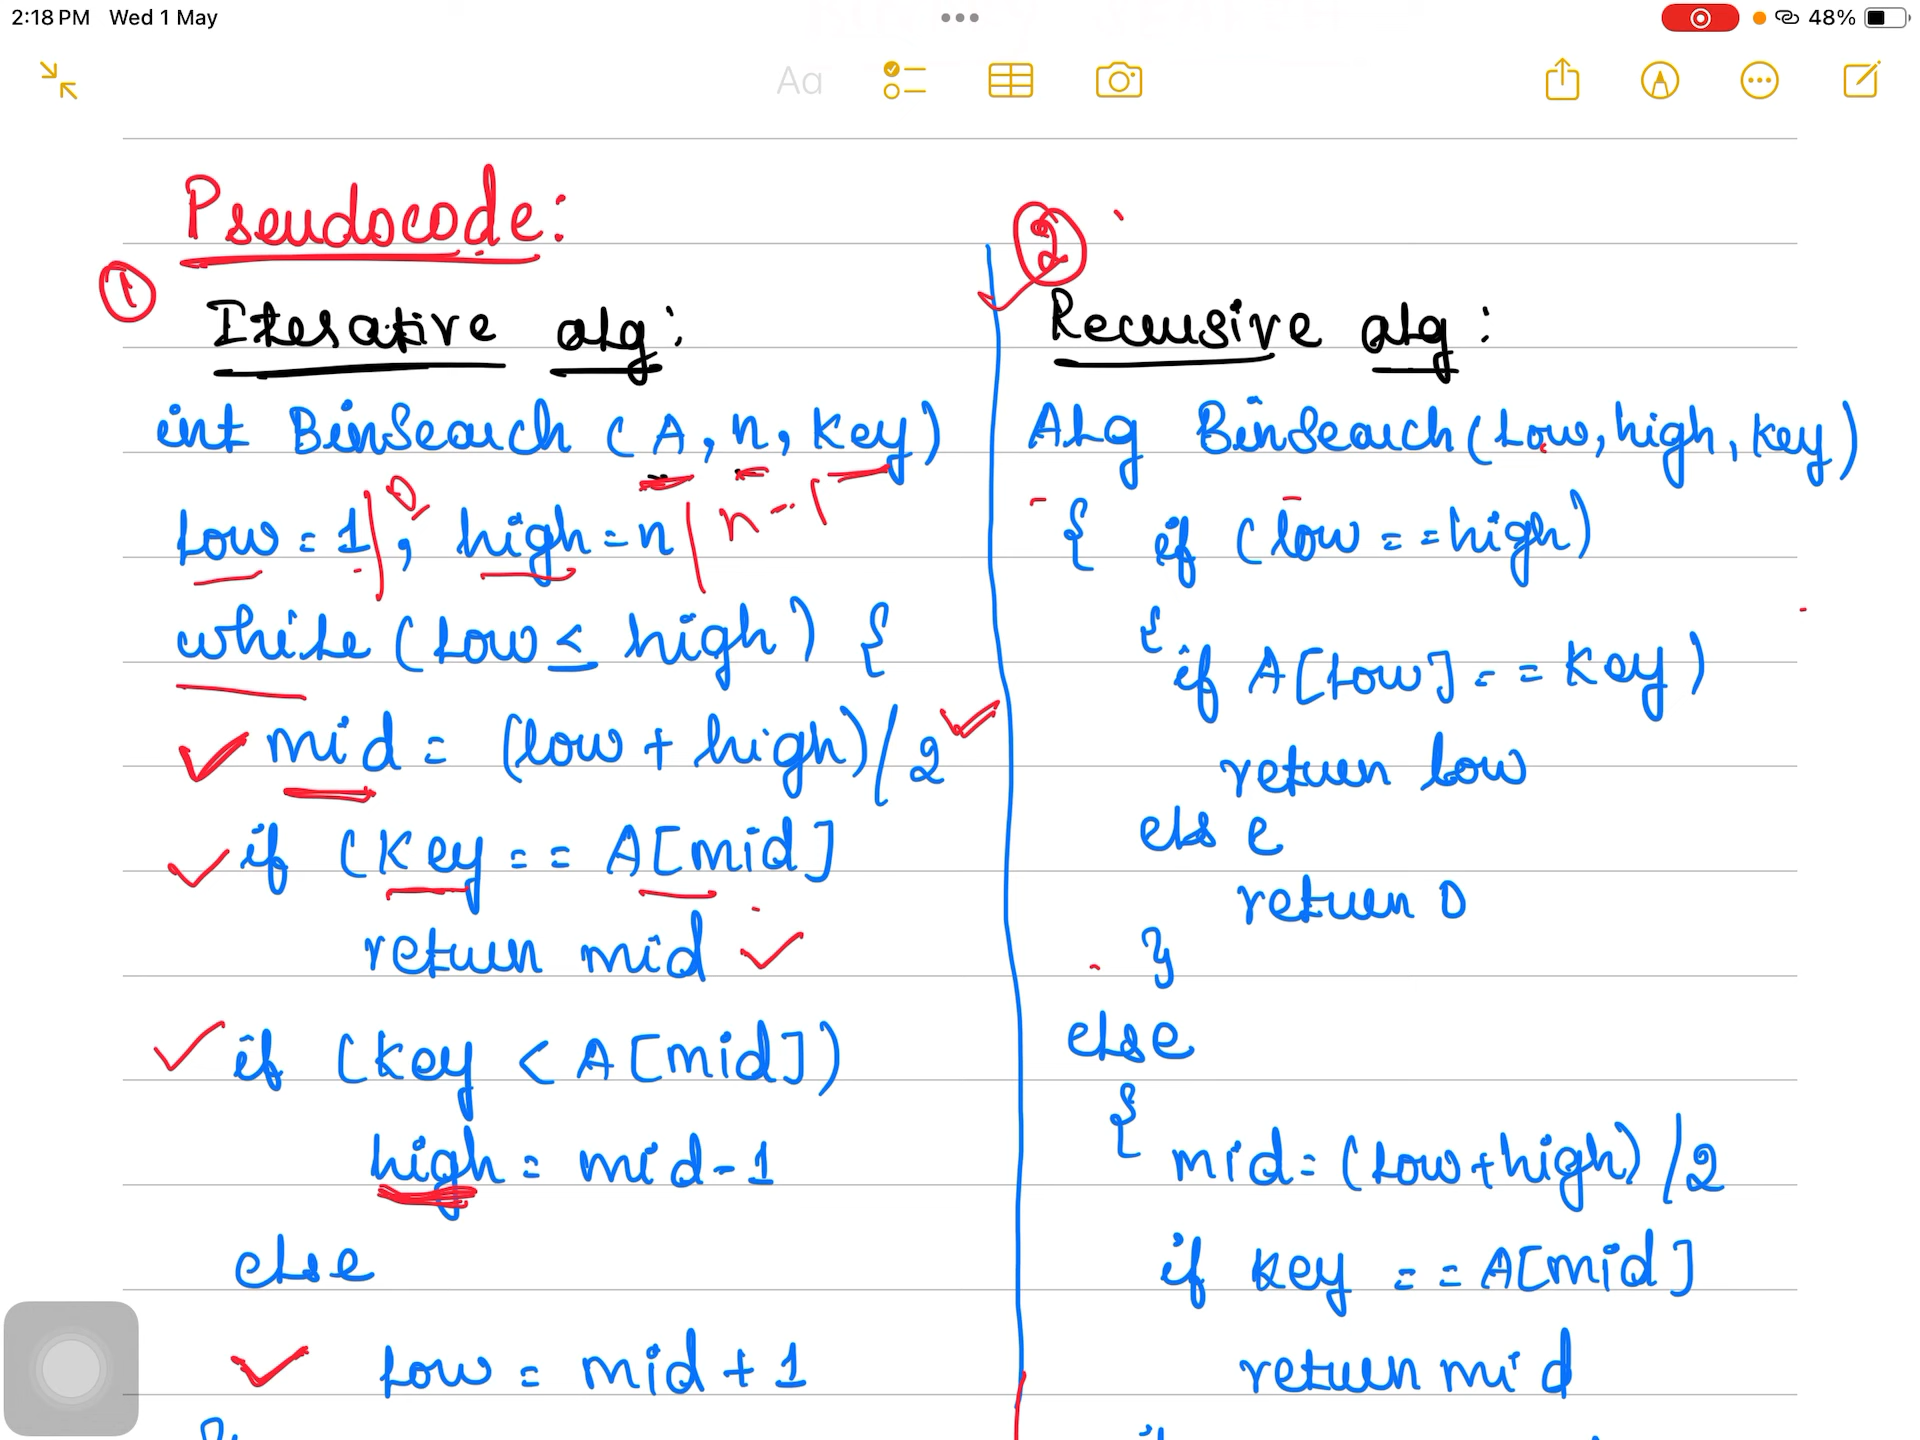 2:18 PM Wed 1 May
48%
Aa
Pseudocode:
1
Iterative alg:
int BinSearch (A, n, Key)
0
n-1
low = 1 , high = n
while (low ≤ high) {
mid = (low + high)/2
if (Key == A[mid]
return mid
if (Key < A[mid])
high = mid-1
else
low = mid + 1
}
2
Recursive alg:
Alg BinSearch (low, high, key)
{ if (low == high)
{
if A[low] == Key)
return low
else
return 0
}
else
{
mid = (low+high) /2
if key == A[mid]
return mid